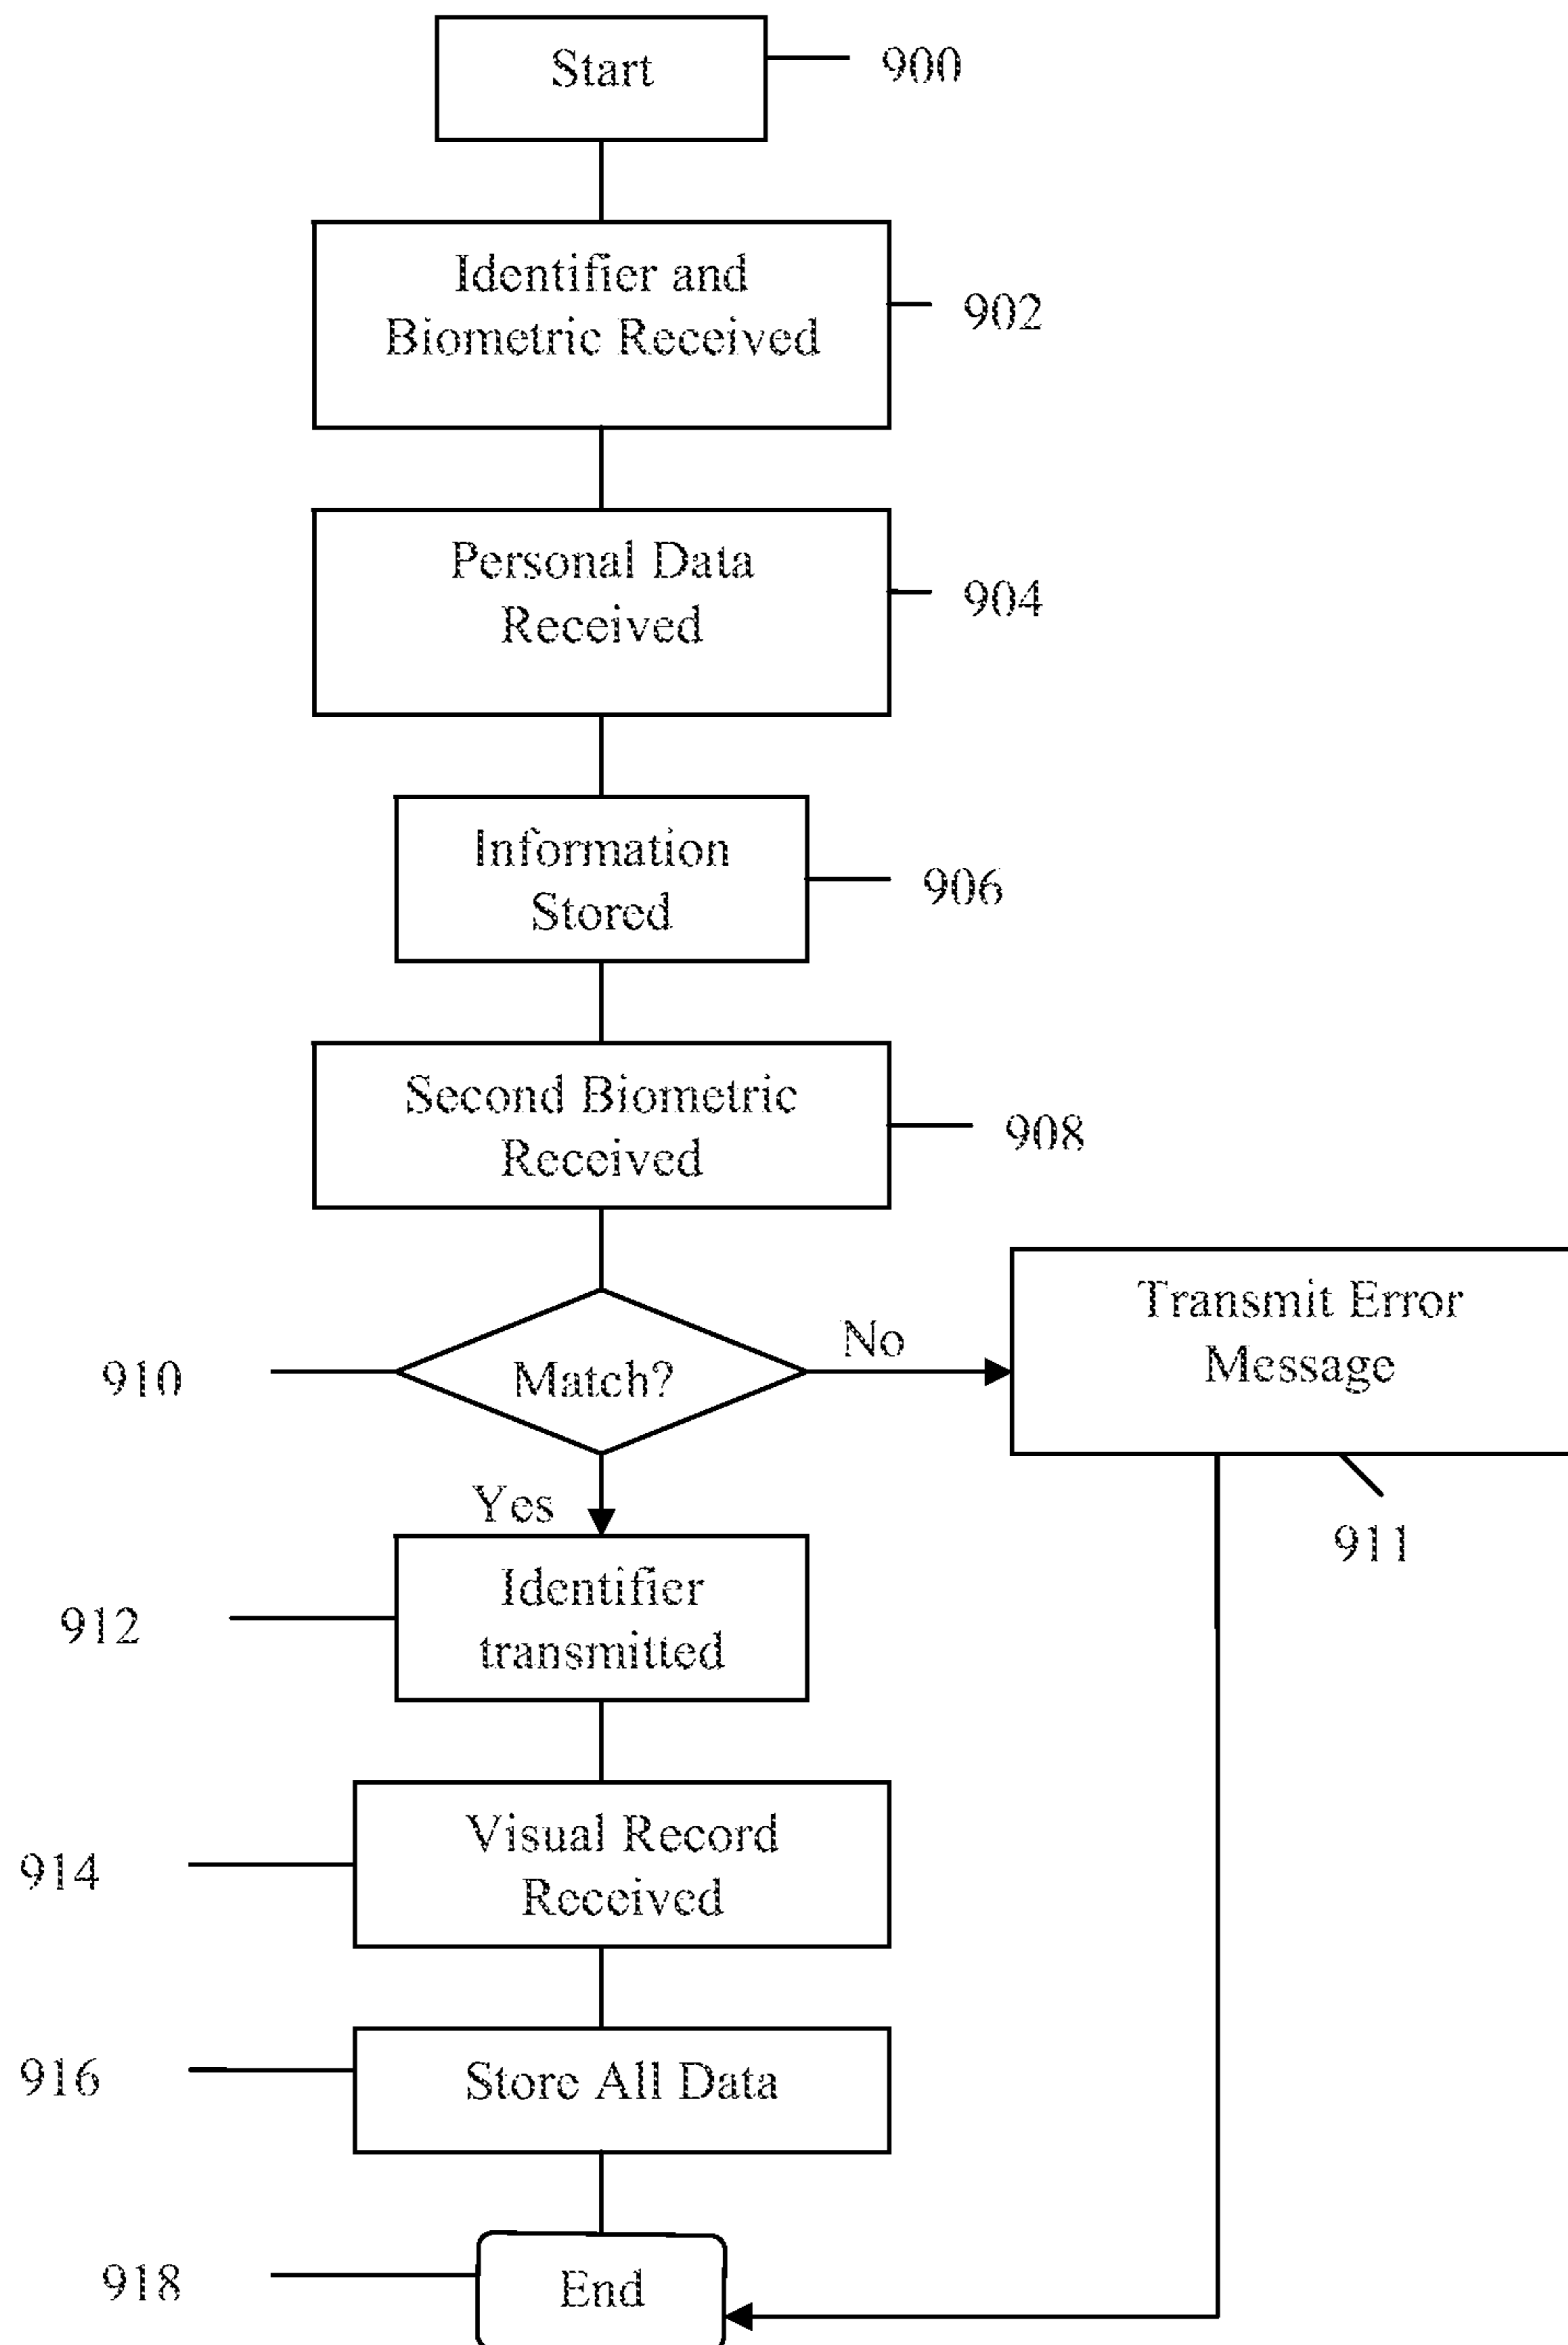 Start
900
Identifier and
Biometric Received
902
Personal Data
Received
904
Information
Stored
906
Second Biometric
Received
908
Transmit Error
Message
No
910
Match?
Yes
911
Identifier
transmitted
912
Visual Record
Received
914
Store All Data
916
End
918